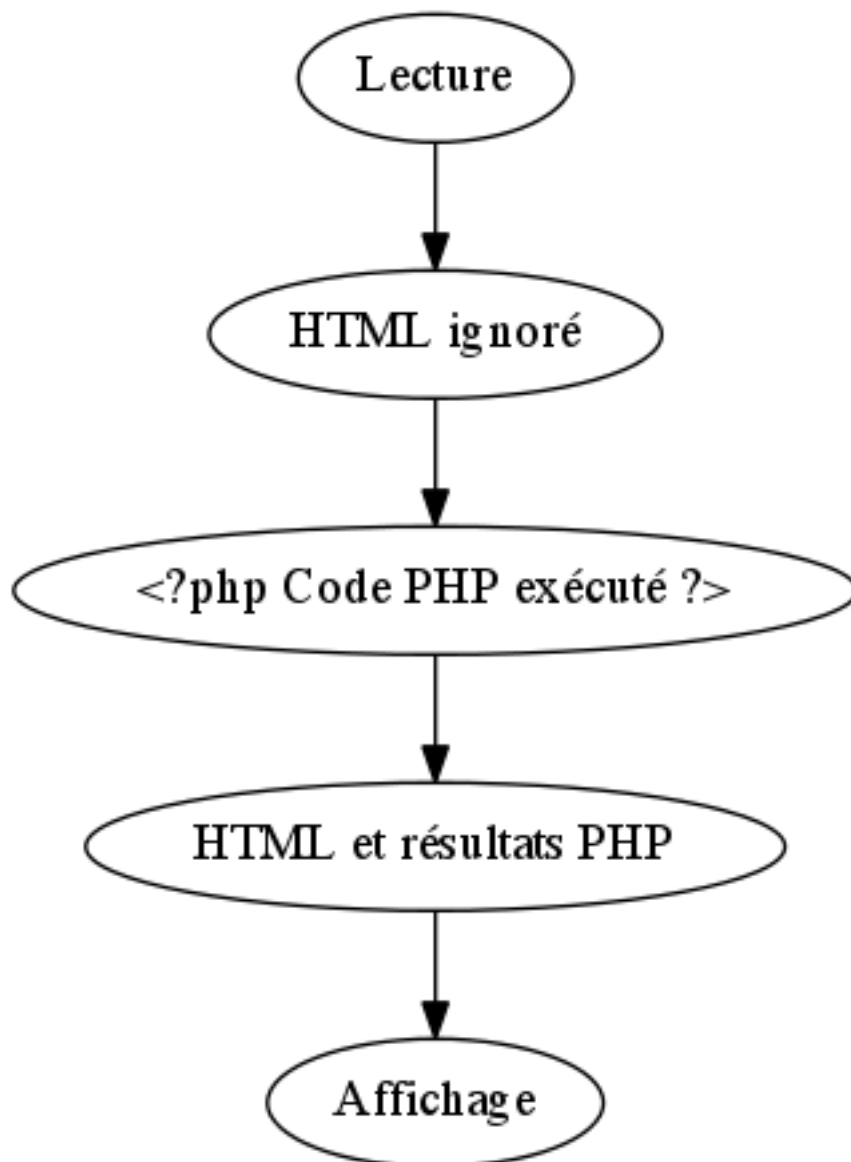 Lecture
HTML ignoré
<?php Code PHP exécuté ?>
HTML et résultats PHP
Affichage